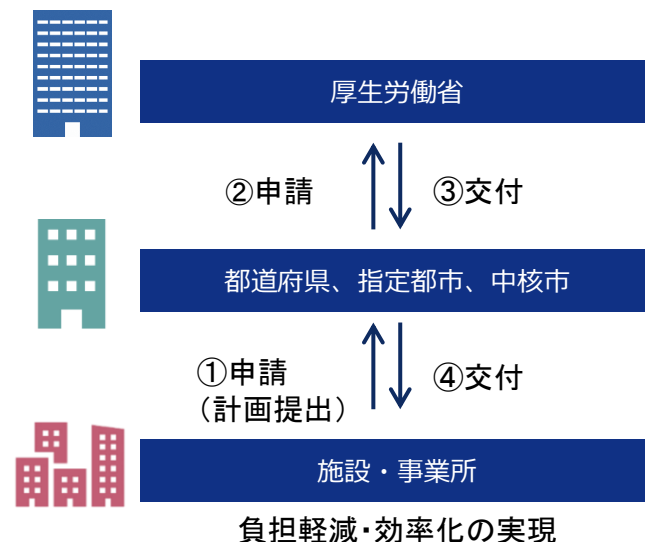 厚生労働省
②申請
③交付
都道府県、指定都市、中核市
①申請
（計画提出）
④交付
施設・事業所
負担軽減・効率化の実現